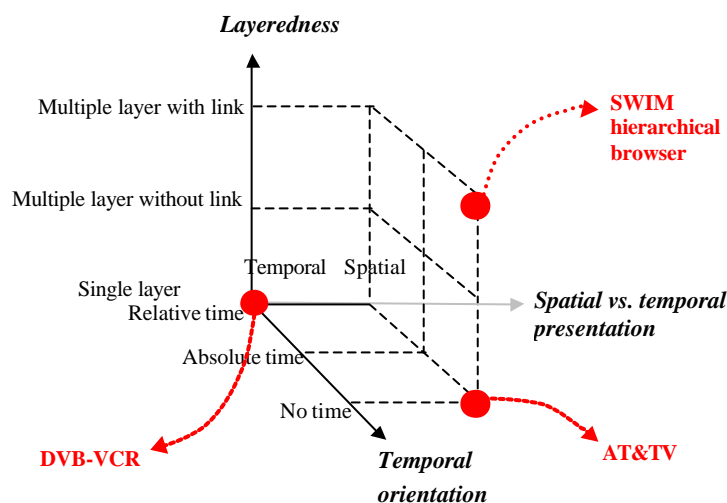 Layeredness
Multiple layer with link
SWIM
hierarchical
browser
Multiple layer without link
Temporal Spatial
Single layer
Relative time
Spatial vs. temporal
presentation
Absolute time
No time
DVB-VCR
Temporal
orientation
AT&TV